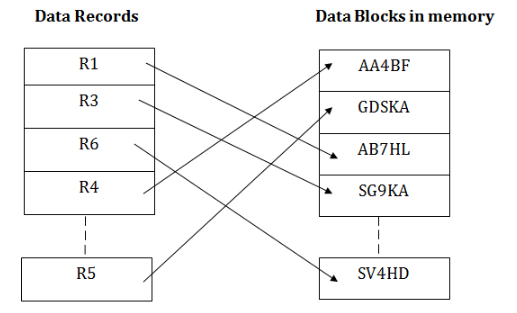 Data Records
R1
R3
R6
R4
R5
Data Blocks in memory
AA4BF
GDSKA
AB7HL
SG9KA
SV4HD